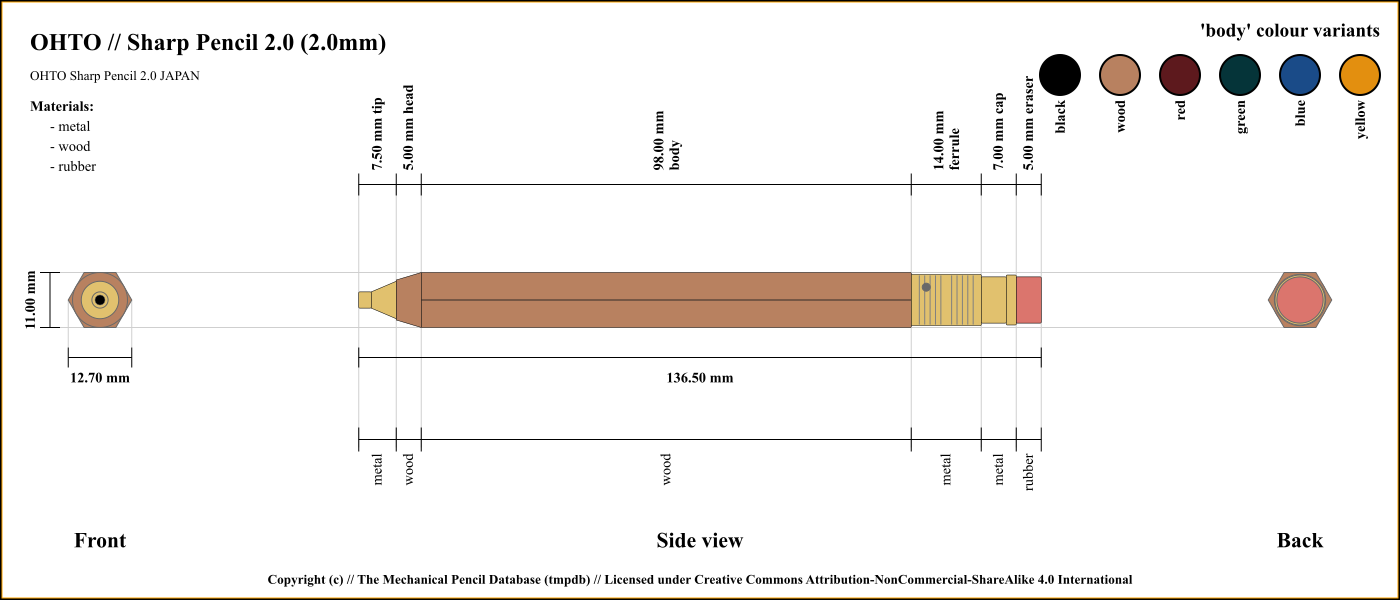 OHTO // Sharp Pencil 2.0 (2.0mm)
OHTO Sharp Pencil 2.0 JAPAN
Materials:
- metal
- wood
- rubber
'body' colour variants
black
wood
red
green
blue
yellow
7.50 mm tip
5.00 mm head
98.00 mm
body
14.00 mm
ferrule
7.00 mm cap
5.00 mm eraser
11.00 mm
12.70 mm
136.50 mm
metal
wood
wood
metal
metal
rubber
Front
Side view
Back
Copyright (c) // The Mechanical Pencil Database (tmpdb) // Licensed under Creative Commons Attribution-NonCommercial-ShareAlike 4.0 International